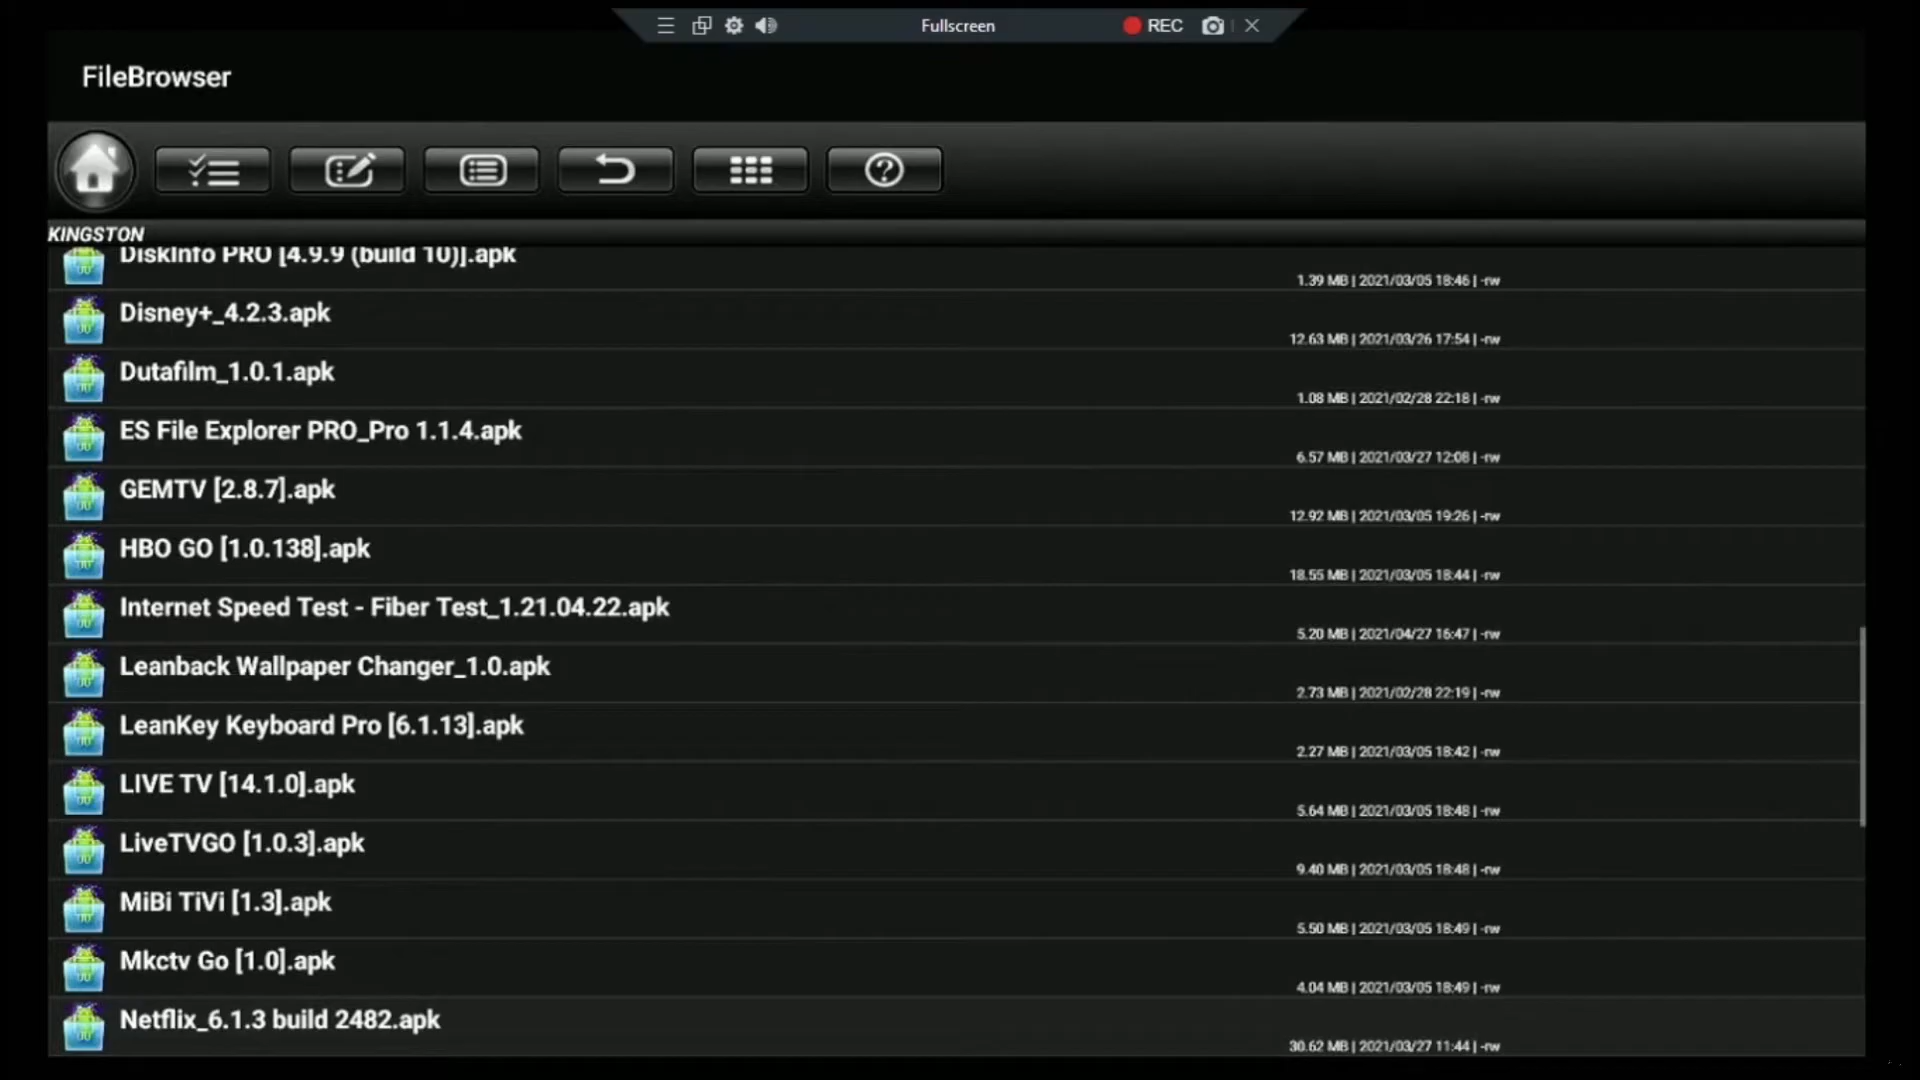 Fullscreen
REC
FileBrowser
KINGSTON
DiskInfo PRO [4.9.9 (build 10)].apk
1.39 MB | 2021/03/05 18:46 | -rw
Disney+_4.2.3.apk
12.63 MB | 2021/03/26 17:54 | -rw
Dutafilm_1.0.1.apk
1.08 MB | 2021/02/28 22:18 | -rw
ES File Explorer PRO_Pro 1.1.4.apk
6.57 MB | 2021/03/27 12:08 | -rw
GEMTV [2.8.7].apk
12.92 MB | 2021/03/05 19:26 | -rw
HBO GO [1.0.138].apk
18.55 MB | 2021/03/05 18:44 | -rw
Internet Speed Test - Fiber Test_1.21.04.22.apk
5.20 MB | 2021/04/27 16:47 | -rw
Leanback Wallpaper Changer_1.0.apk
2.73 MB | 2021/02/28 22:19 | -rw
LeanKey Keyboard Pro [6.1.13].apk
2.27 MB | 2021/03/05 18:42 | -rw
LIVE TV [14.1.0].apk
5.64 MB | 2021/03/05 18:48 | -rw
LiveTVGO [1.0.3].apk
9.40 MB | 2021/03/05 18:48 | -rw
MiBi TiVi [1.3].apk
5.50 MB | 2021/03/05 18:49 | -rw
Mkctv Go [1.0].apk
4.04 MB | 2021/03/05 18:49 | -rw
Netflix_6.1.3 build 2482.apk
30.62 MB | 2021/03/27 11:44 | -rw